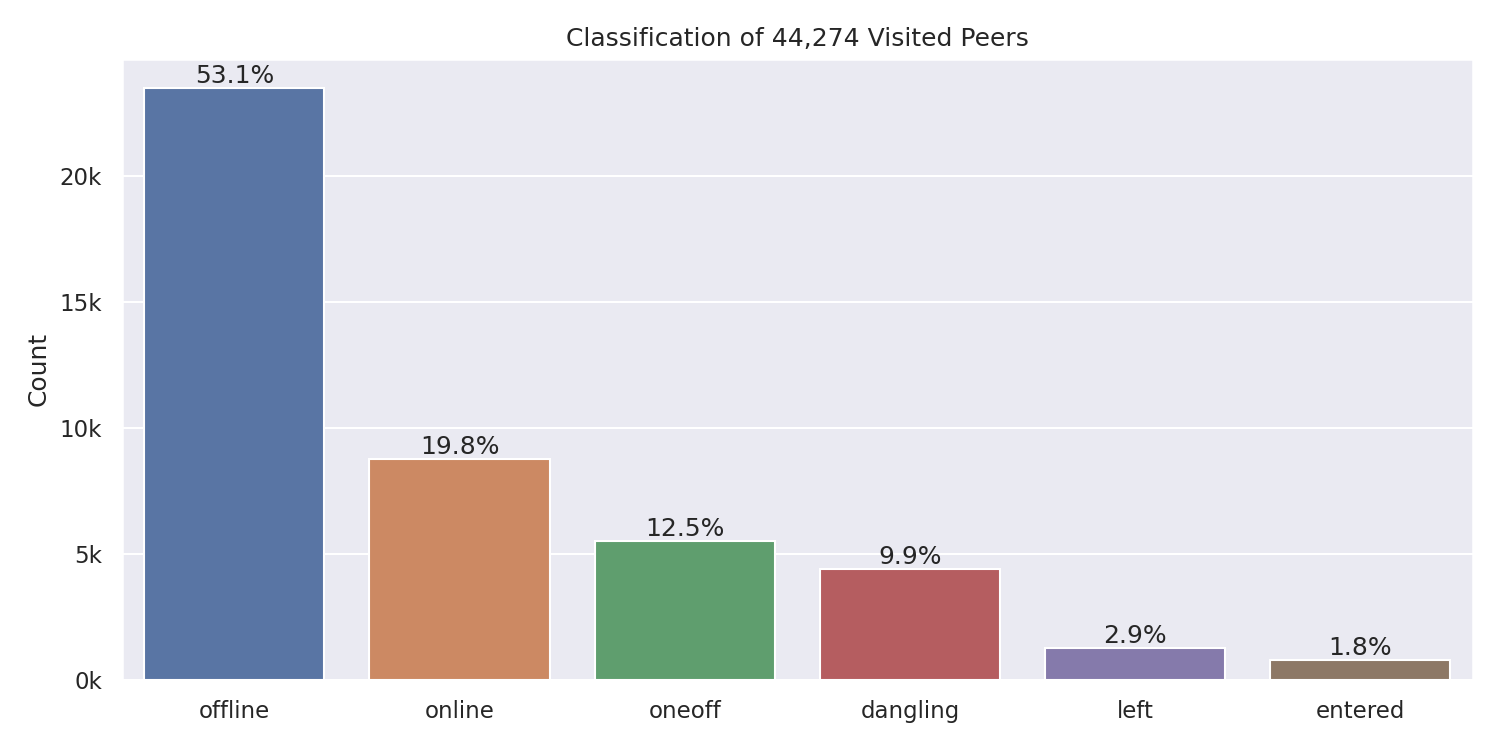 Classification of 44,274 Visited Peers
53.1%
20k
19.8%
15k
12.5%
Count
10k
9.9%
5k
2.9%
1.8%
0k
offline
online
oneoff
dangling
left
entered